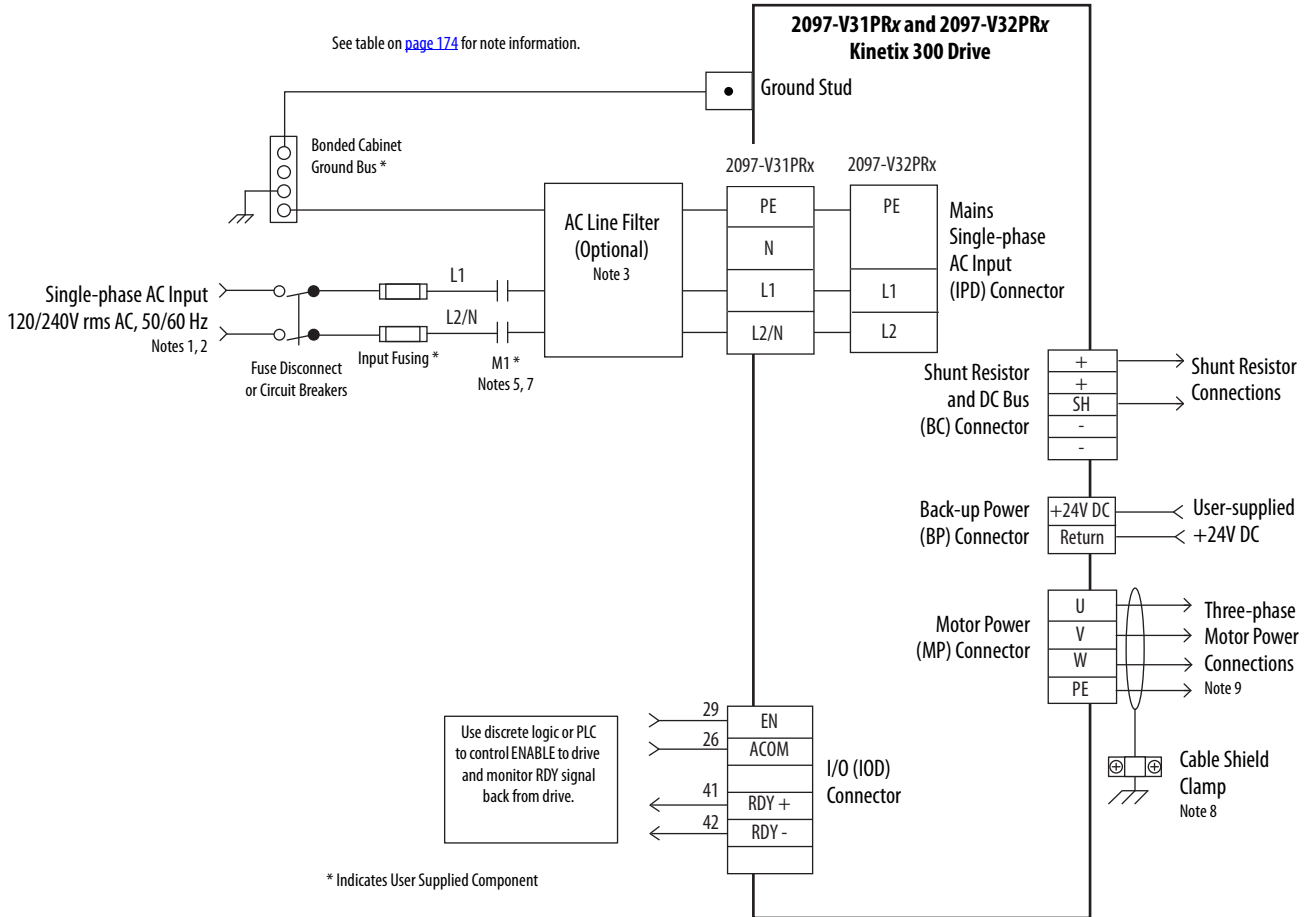 2097-V31PRx and 2097-V32PRx
Kinetix 300 Drive
See table on page 174 for note information.
Ground Stud
Bonded Cabinet
Ground Bus *
2097-V31PRx
2097-V32PRx
AC Line Filter
(Optional)
Note 3
PE
N
L1
L2/N
PE
L1
L2
Mains
Single-phase
AC Input
(IPD) Connector
Single-phase AC Input
120/240V rms AC, 50/60 Hz
Notes 1, 2
Fuse Disconnect
or Circuit Breakers
L1
L2/N
Input Fusing *
M1 *
Notes 5, 7
Shunt Resistor
and DC Bus
(BC) Connector
+
+
SH
-
-
Shunt Resistor
Connections
Back-up Power
(BP) Connector
+24V DC
Return
User-supplied
+24V DC
Motor Power
(MP) Connector
U
V
W
PE
Three-phase
Motor Power
Connections
Note 9
Cable Shield
Clamp
Note 8
Use discrete logic or PLC
to control ENABLE to drive
and monitor RDY signal
back from drive.
29
26
41
42
EN
ACOM
RDY +
RDY -
I/O (IOD)
Connector
* Indicates User Supplied Component